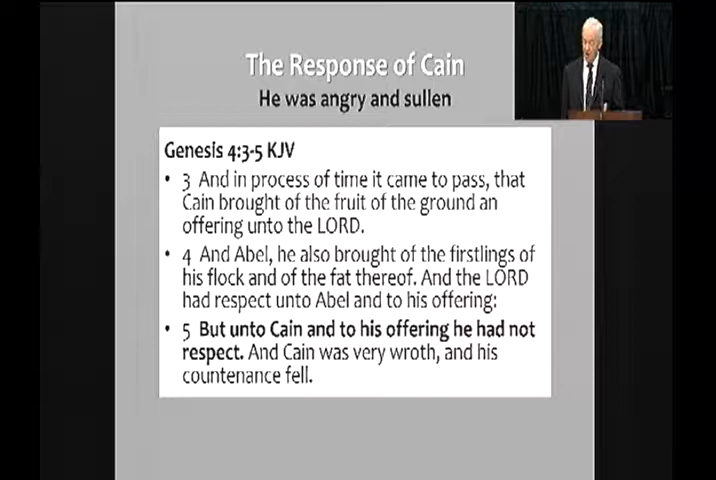 The Response of Cain
He was angry and sullen
Genesis 4:3-5 KJV
• 3 And in process of time it came to pass, that
Cain brought of the fruit of the ground an
offering unto the LORD.
• 4 And Abel, he also brought of the firstlings of
his flock and of the fat thereof. And the LORD
had respect unto Abel and to his offering:
• 5 But unto Cain and to his offering he had not
respect. And Cain was very wroth, and his
countenance fell.